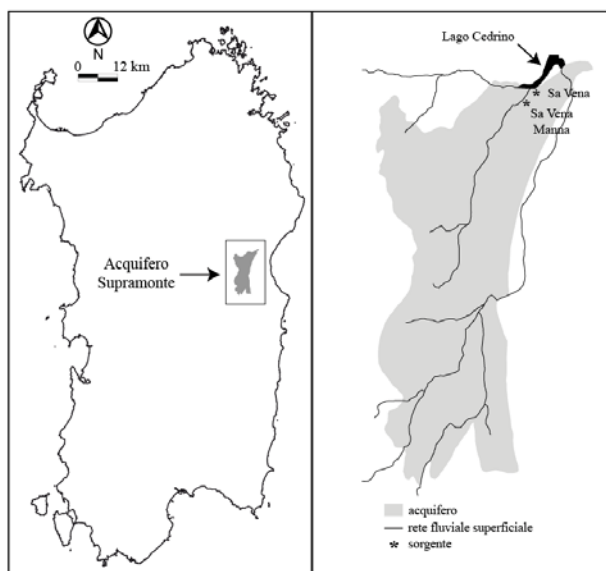 N
0 12 km
Acquifero
Supramonte
Lago Cedrino
* Sa Vena
* Sa Vena
Manna
acquifero
rete fluviale superficiale
* sorgente